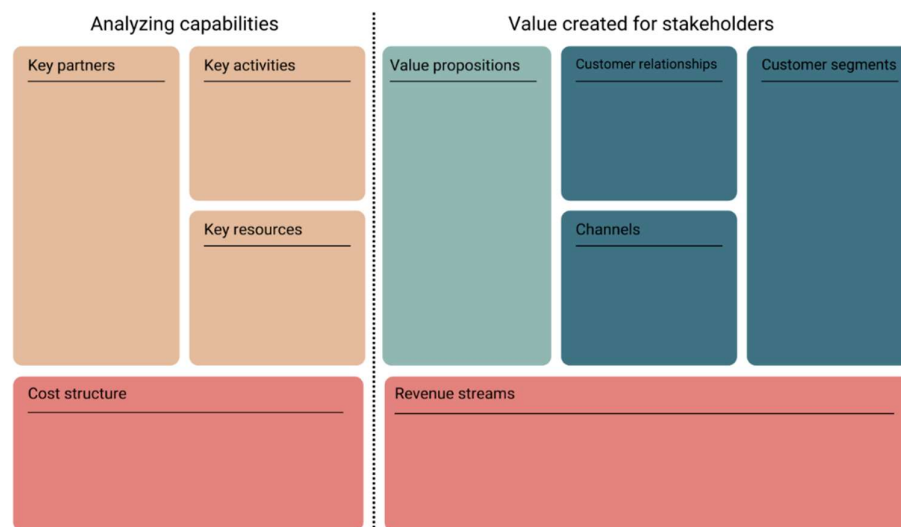 Analyzing capabilities
Value created for stakeholders
Key partners
Key activities
Value propositions
Customer relationships
Customer segments
Key resources
Channels
Cost structure
Revenue streams